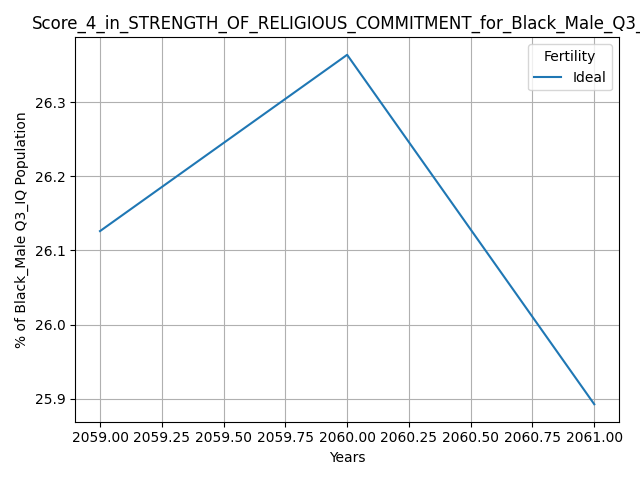 Score_4_in_STRENGTH_OF_RELIGIOUS_COMMITMENT_for_Black_Male_Q3_
Fertility
Ideal
% of Black_Male Q3_IQ Population
26.3
26.2
26.1
26.0
25.9
2059.00 2059.25 2059.50 2059.75 2060.00 2060.25 2060.50 2060.75 2061.00
Years